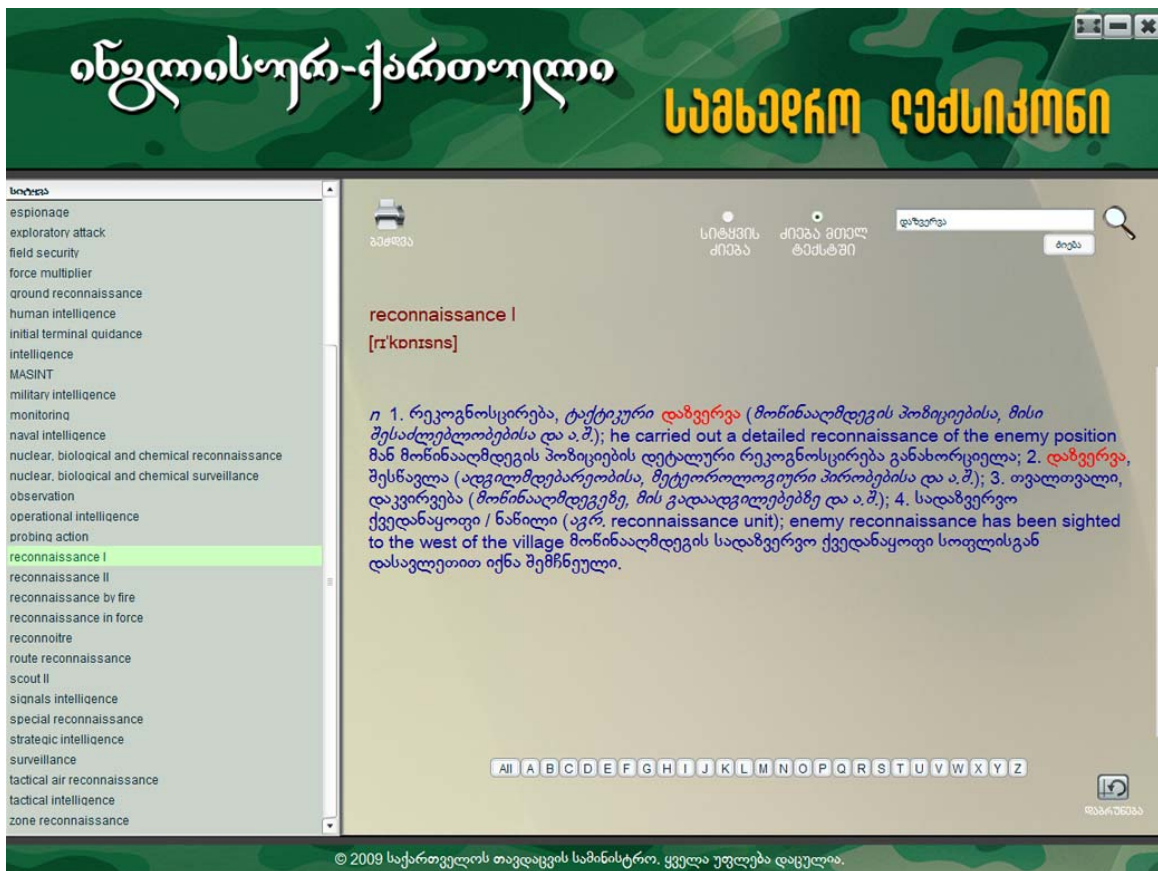 ინგლისურ-ქართული
სამხედრო ლექსიკონი
სიტყვა
espionage
exploratory attack
field security
force multiplier
ground reconnaissance
human intelligence
initial terminal guidance
intelligence
MASINT
military intelligence
monitoring
naval intelligence
nuclear, biological and chemical reconnaissance
nuclear, biological and chemical surveillance
observation
operational intelligence
probing action
reconnaissance I
reconnaissance II
reconnaissance by fire
reconnaissance in force
reconnoitre
route reconnaissance
scout II
signals intelligence
special reconnaissance
strategic intelligence
surveillance
tactical air reconnaissance
tactical intelligence
zone reconnaissance
ბეჭდვა
სიტყვის
ძიება
ძიება მთელ
ტექსტში
დაზვერვა
ძიება
reconnaissance I
[rɪˈkɒnɪsns]
n 1. რეკოგნოსცირება, ტაქტიკური დაზვერვა (მოწინააღმდეგის პოზიციებისა, მისი
შესაძლებლობებისა და ა.შ.); he carried out a detailed reconnaissance of the enemy position
მან მოწინააღმდეგის პოზიციების დეტალური რეკოგნოსცირება განახორციელა; 2. დაზვერვა,
შესწავლა (ადგილმდებარეობისა, მეტეოროლოგიური პირობებისა და ა.შ.); 3. თვალთვალი,
დაკვირვება (მოწინააღმდეგეზე, მის გადაადგილებებზე და ა.შ.); 4. სადაზვერვო
ქვედანაყოფი / ნაწილი (აგრ. reconnaissance unit); enemy reconnaissance has been sighted
to the west of the village მოწინააღმდეგის სადაზვერვო ქვედანაყოფი სოფლისგან
დასავლეთით იქნა შემჩნეული.
All A B C D E F G H I J K L M N O P Q R S T U V W X Y Z
დაბრუნება
© 2009 საქართველოს თავდაცვის სამინისტრო. ყველა უფლება დაცულია.